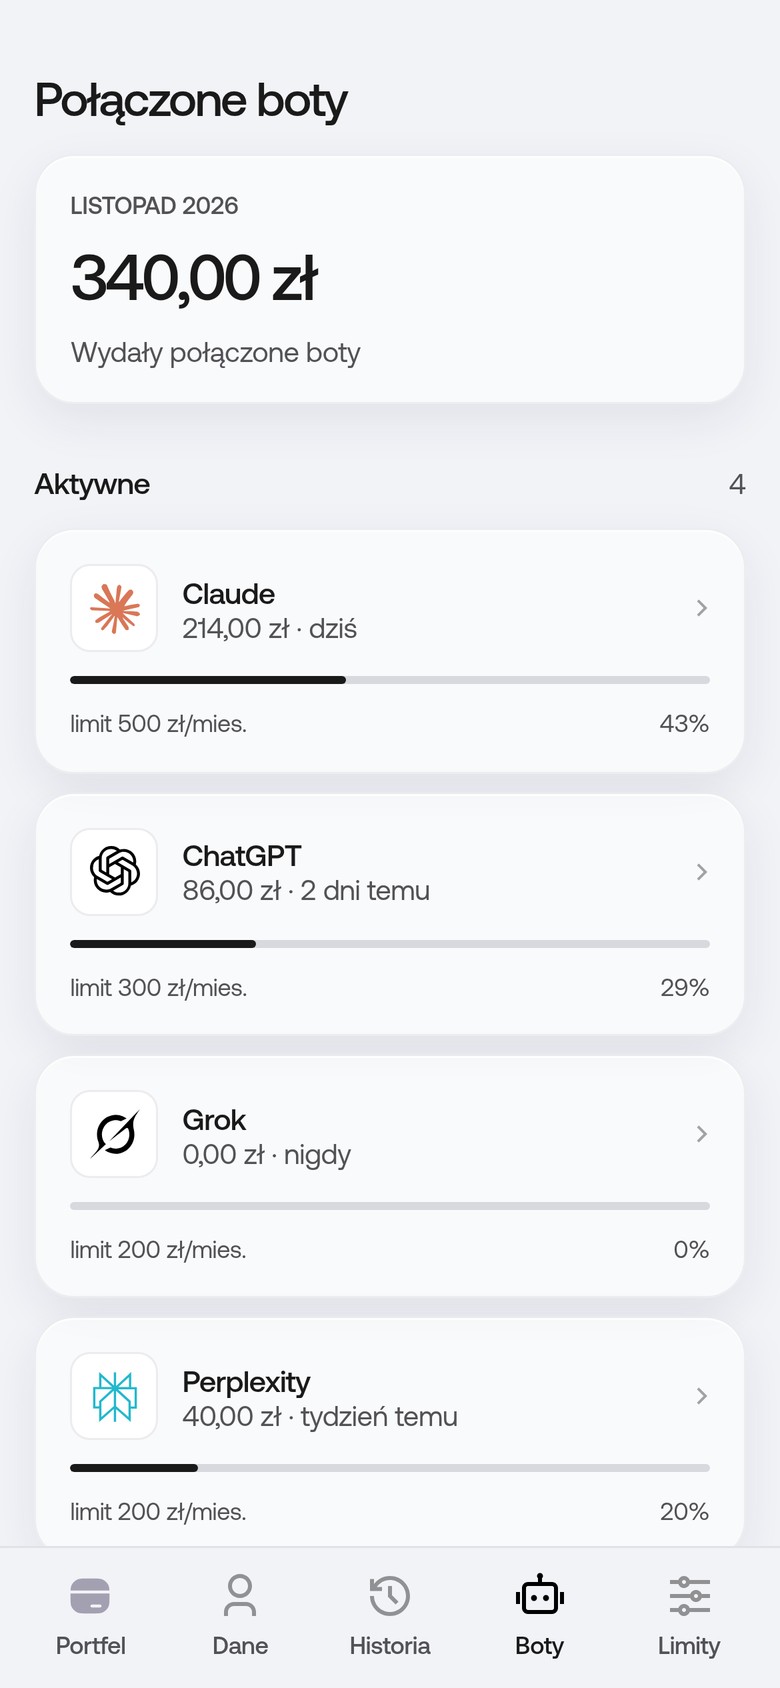 Połączone boty
LISTOPAD 2026
340,00 zł
Wydały połączone boty
Aktywne
4
Claude
214,00 zł · dziś
limit 500 zł/mies.
43%
ChatGPT
86,00 zł · 2 dni temu
limit 300 zł/mies.
29%
Grok
0,00 zł · nigdy
limit 200 zł/mies.
0%
Perplexity
40,00 zł · tydzień temu
limit 200 zł/mies.
20%
Portfel
Dane
Historia
Boty
Limity